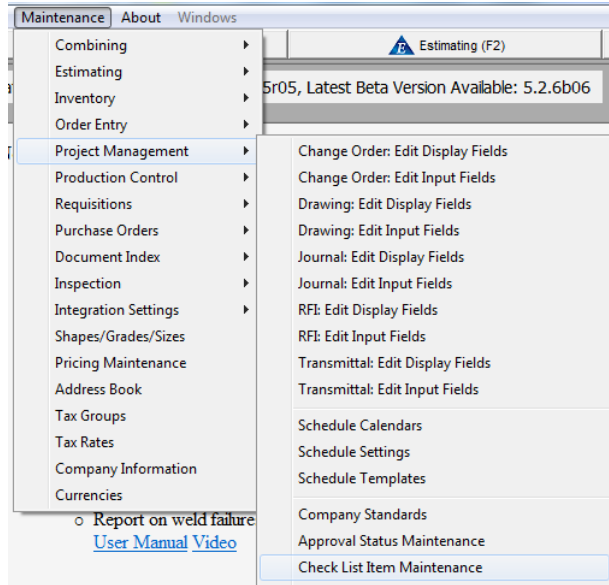 Maintenance About Windows
Combining
Estimating
Inventory
Order Entry
Project Management
Production Control
Requisitions
Purchase Orders
Document Index
Inspection
Integration Settings
Shapes/Grades/Sizes
Pricing Maintenance
Address Book
Tax Groups
Tax Rates
Company Information
Currencies
Estimating (F2)
5r05, Latest Beta Version Available: 5.2.6b06
Change Order: Edit Display Fields
Change Order: Edit Input Fields
Drawing: Edit Display Fields
Drawing: Edit Input Fields
Journal: Edit Display Fields
Journal: Edit Input Fields
RFI: Edit Display Fields
RFI: Edit Input Fields
Transmittal: Edit Display Fields
Transmittal: Edit Input Fields
Schedule Calendars
Schedule Settings
Schedule Templates
Company Standards
Approval Status Maintenance
Check List Item Maintenance
Report on weld failure
User Manual Video